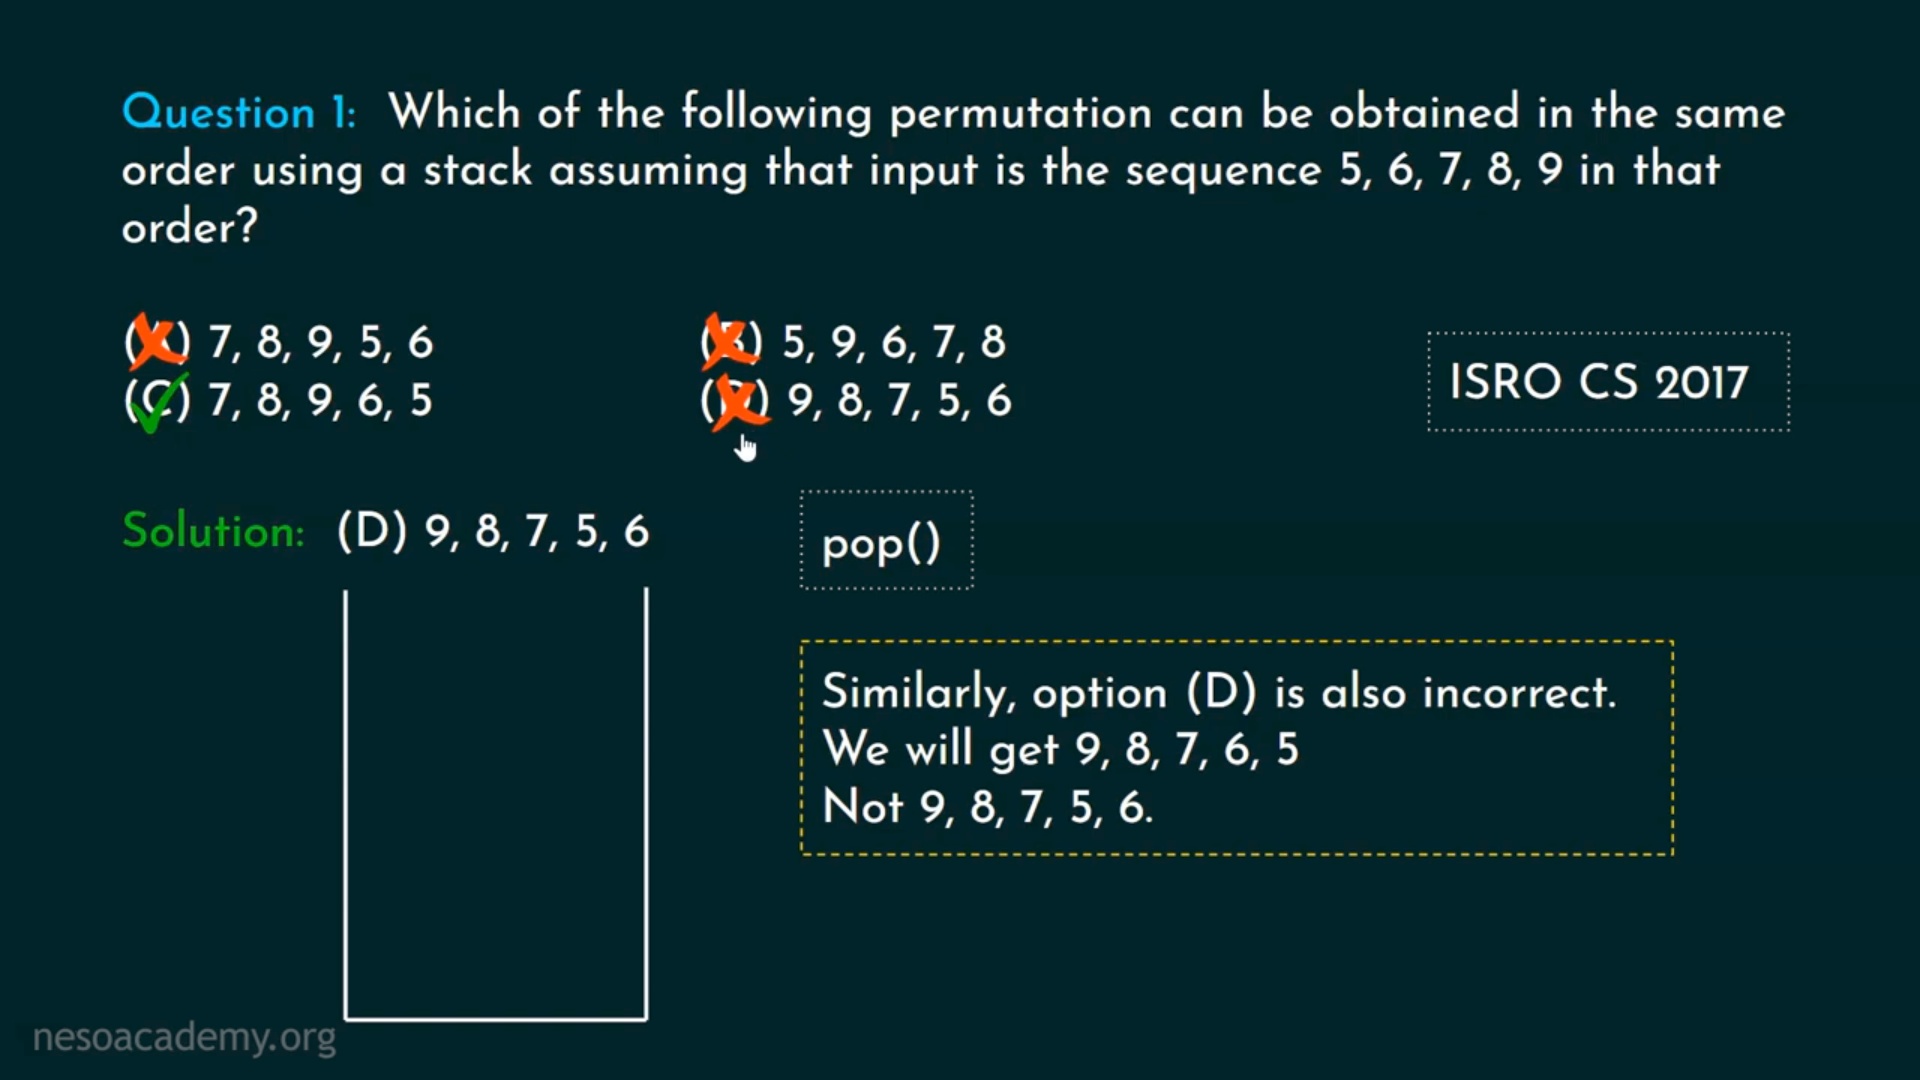 Question 1: Which of the following permutation can be obtained in the same
order using a stack assuming that input is the sequence 5, 6, 7, 8, 9 in that
order?
(A) 7, 8, 9, 5, 6
(B) 5, 9, 6, 7, 8
(C) 7, 8, 9, 6, 5
(D) 9, 8, 7, 5, 6
ISRO CS 2017
Solution: (D) 9, 8, 7, 5, 6
pop()
Similarly, option (D) is also incorrect.
We will get 9, 8, 7, 6, 5
Not 9, 8, 7, 5, 6.
nesoacademy.org